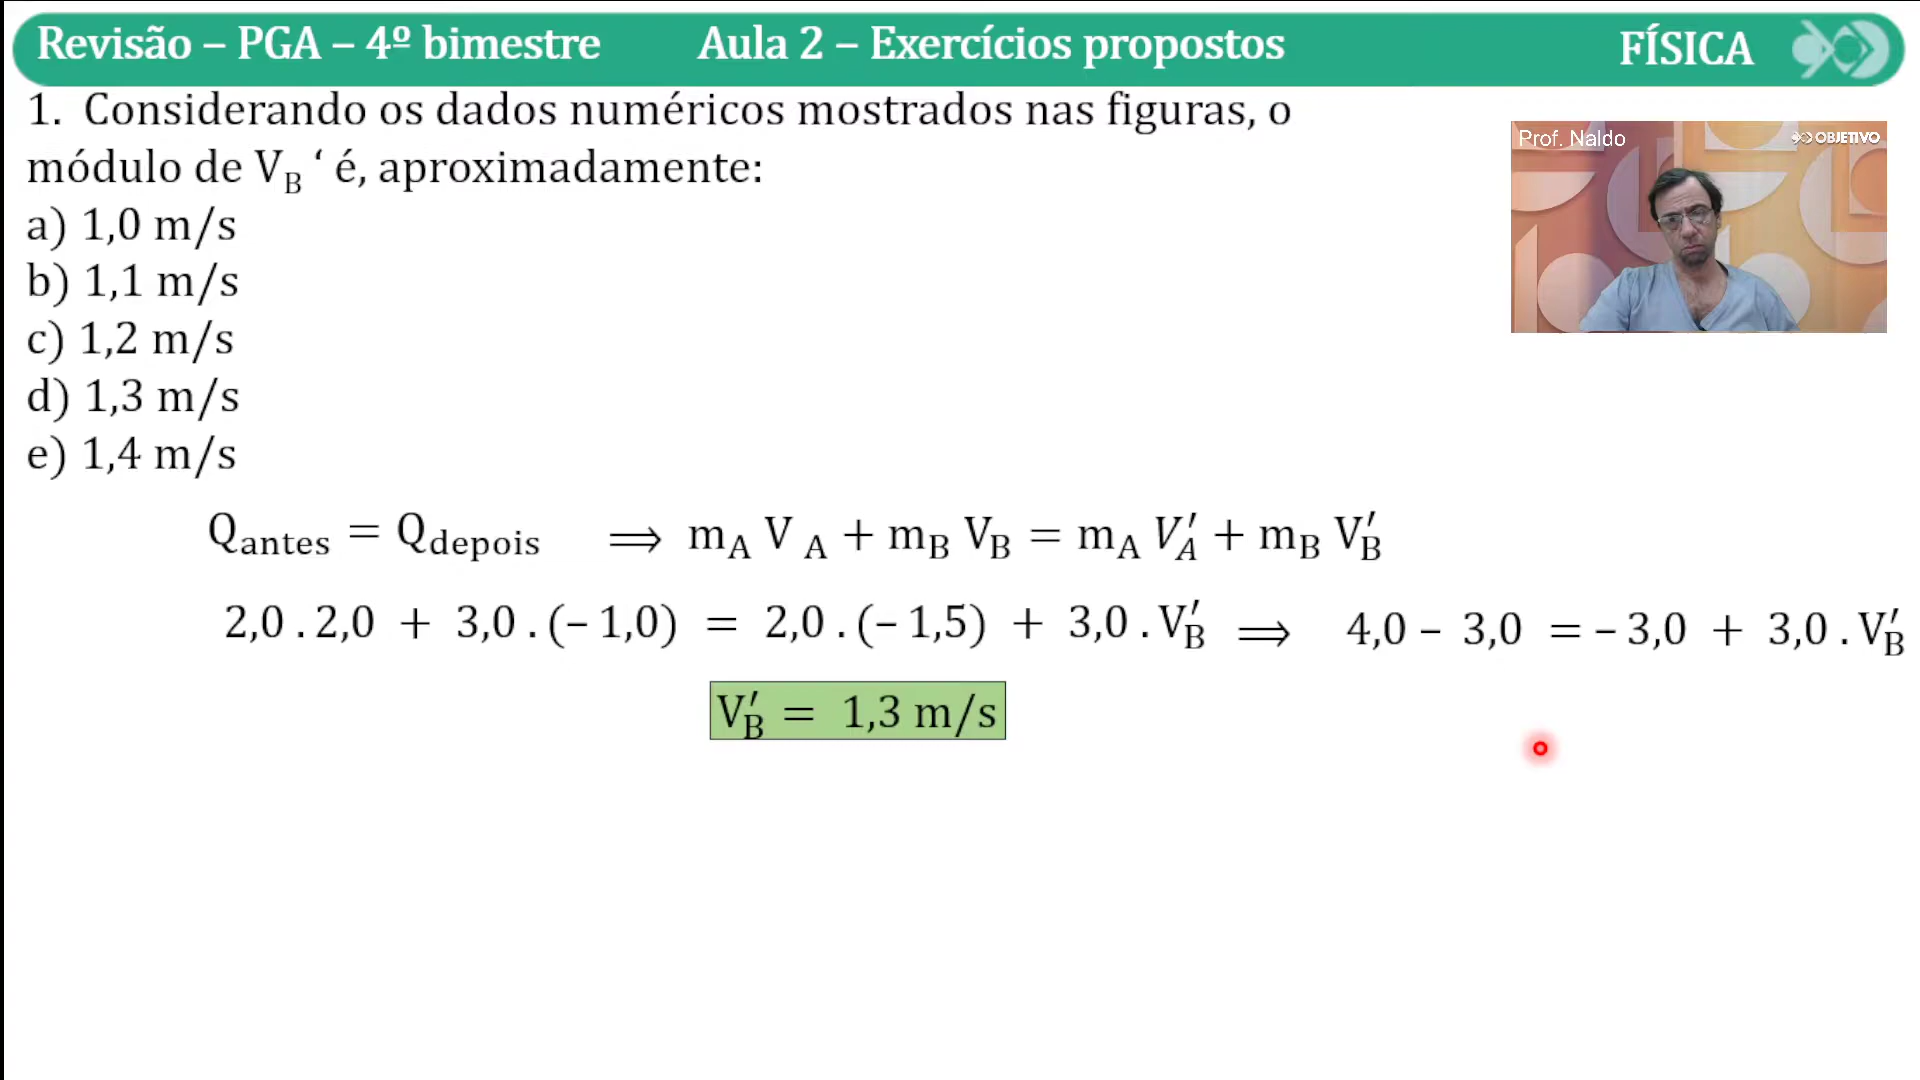 Revisão – PGA – 4º bimestre Aula 2 – Exercícios propostos FÍSICA
1. Considerando os dados numéricos mostrados nas figuras, o
módulo de V_B ‘ é, aproximadamente:
Prof. Naldo OBJETIVO
a) 1,0 m/s
b) 1,1 m/s
c) 1,2 m/s
d) 1,3 m/s
e) 1,4 m/s
Q_antes = Q_depois ⟹ m_A V_A + m_B V_B = m_A V′_A + m_B V′_B
2,0 . 2,0 + 3,0 . (– 1,0) = 2,0 . (– 1,5) + 3,0 . V′_B ⟹ 4,0 – 3,0 = – 3,0 + 3,0 . V′_B
V′_B = 1,3 m/s